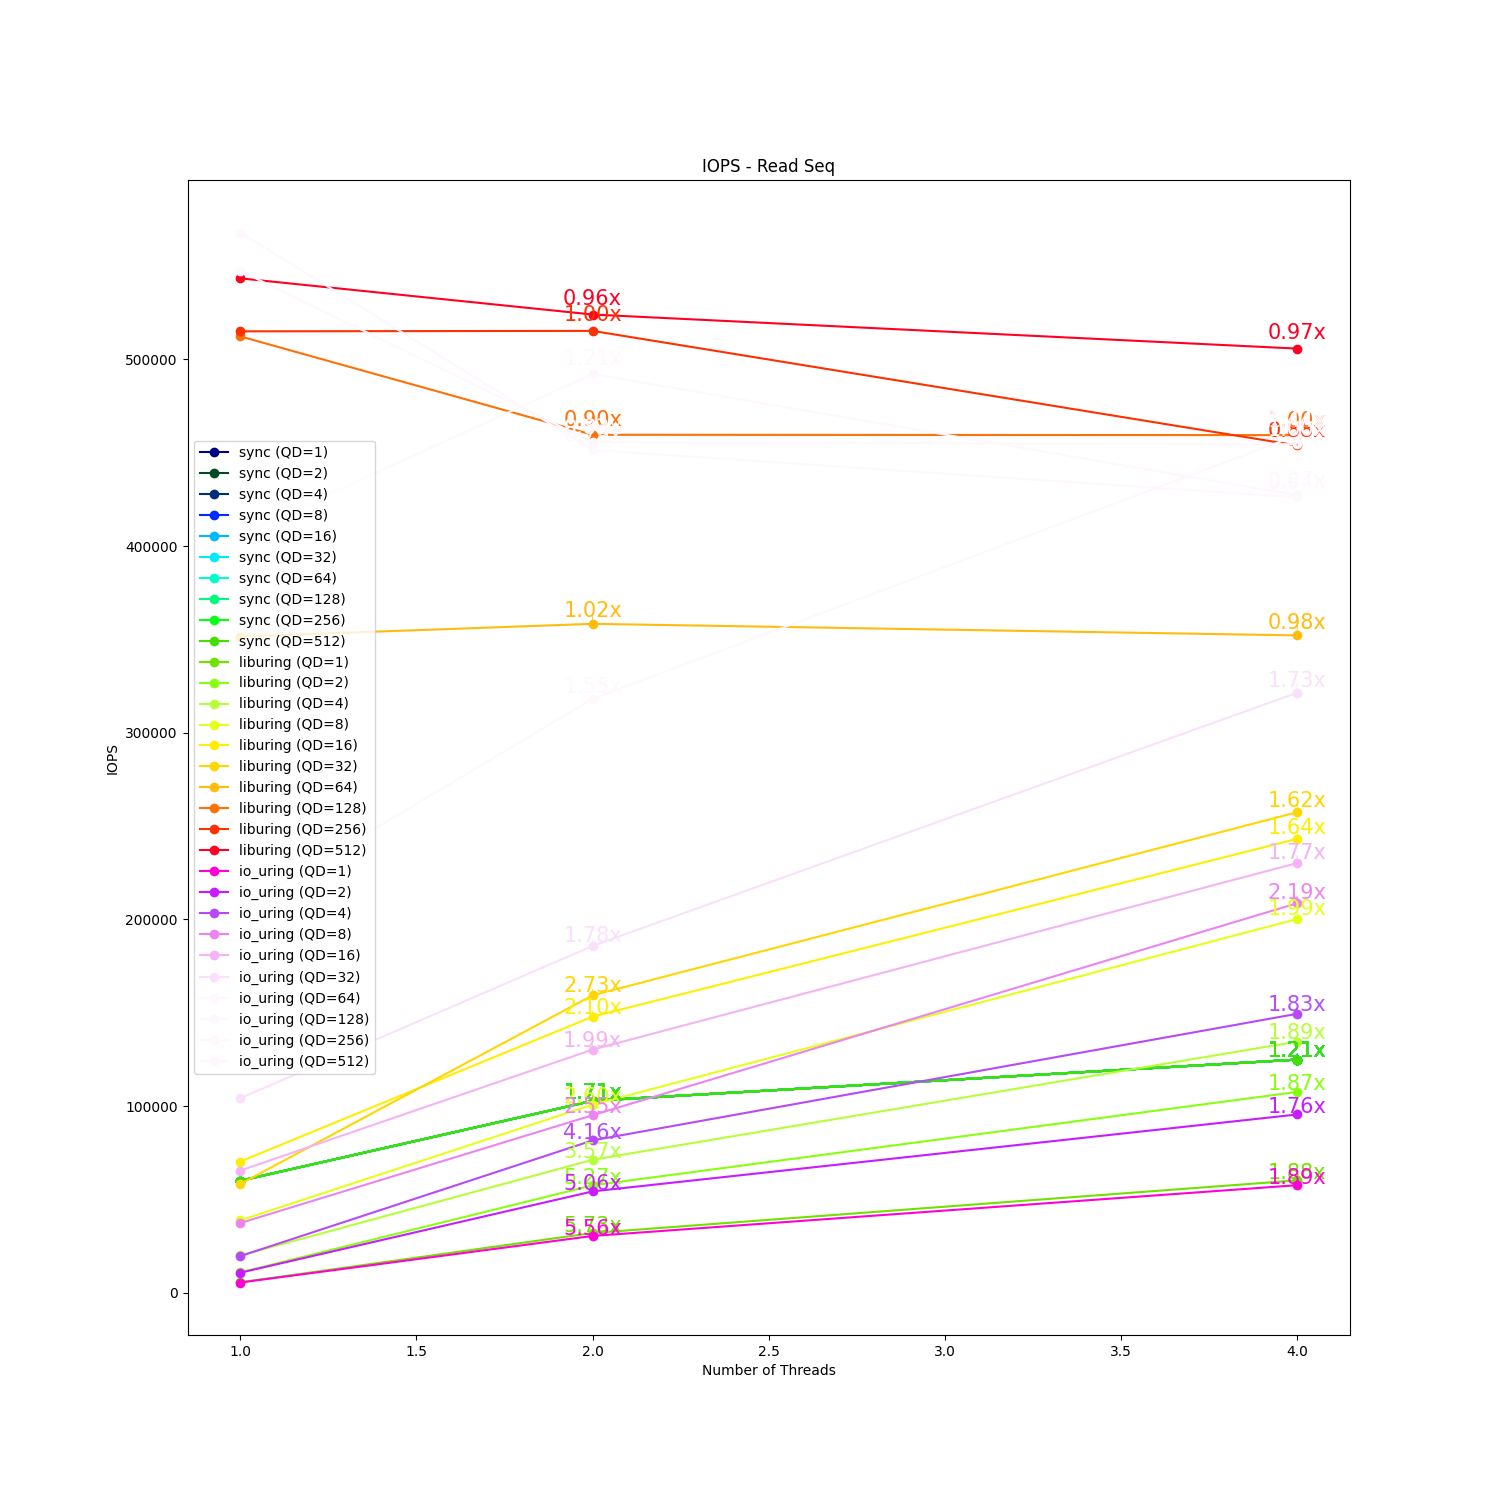 IOPS - Read Seq
0.96x
1.00x
0.97x
500000
1.21x
0.90x
sync (QD=1)
sync (QD=2)
sync (QD=4)
sync (QD=8)
sync (QD=16)
sync (QD=32)
sync (QD=64)
sync (QD=128)
sync (QD=256)
sync (QD=512)
liburing (QD=1)
liburing (QD=2)
liburing (QD=4)
liburing (QD=8)
liburing (QD=16)
liburing (QD=32)
liburing (QD=64)
liburing (QD=128)
liburing (QD=256)
liburing (QD=512)
io_uring (QD=1)
io_uring (QD=2)
io_uring (QD=4)
io_uring (QD=8)
io_uring (QD=16)
io_uring (QD=32)
io_uring (QD=64)
io_uring (QD=128)
io_uring (QD=256)
io_uring (QD=512)
400000
1.02x
0.98x
1.55x
1.73x
300000
IOPS
1.62x
1.64x
1.77x
2.19x
1.99x
200000
1.78x
2.73x
2.10x
1.99x
1.83x
1.89x
1.21x
1.71x
100000
4.16x
3.57x
1.87x
1.76x
5.06x
1.89x
5.56x
0
1.0
1.5
2.0
2.5
3.0
3.5
4.0
Number of Threads